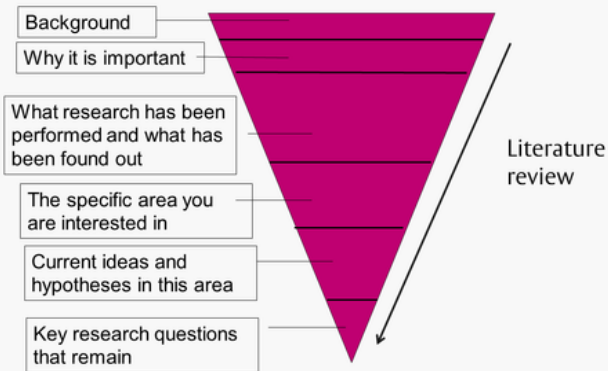 Background
Why it is important
What research has been
performed and what has
been found out
Literature
review
The specific area you
are interested in
Current ideas and
hypotheses in this area
Key research questions
that remain